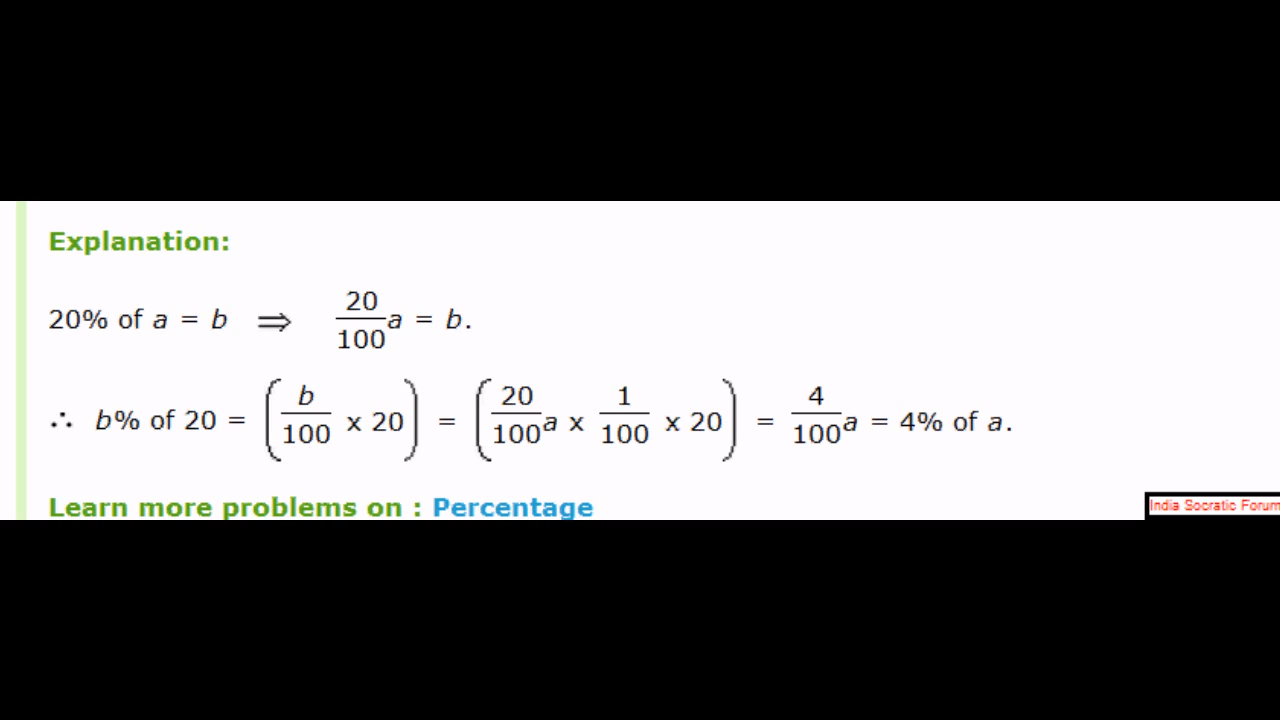 Explanation:
20% of a = b ⇒ 20/100 a = b.
∴ b% of 20 = (b/100 x 20) = (20/100 a x 1/100 x 20) = 4/100 a = 4% of a.
Learn more problems on : Percentage
India Socratic Forum